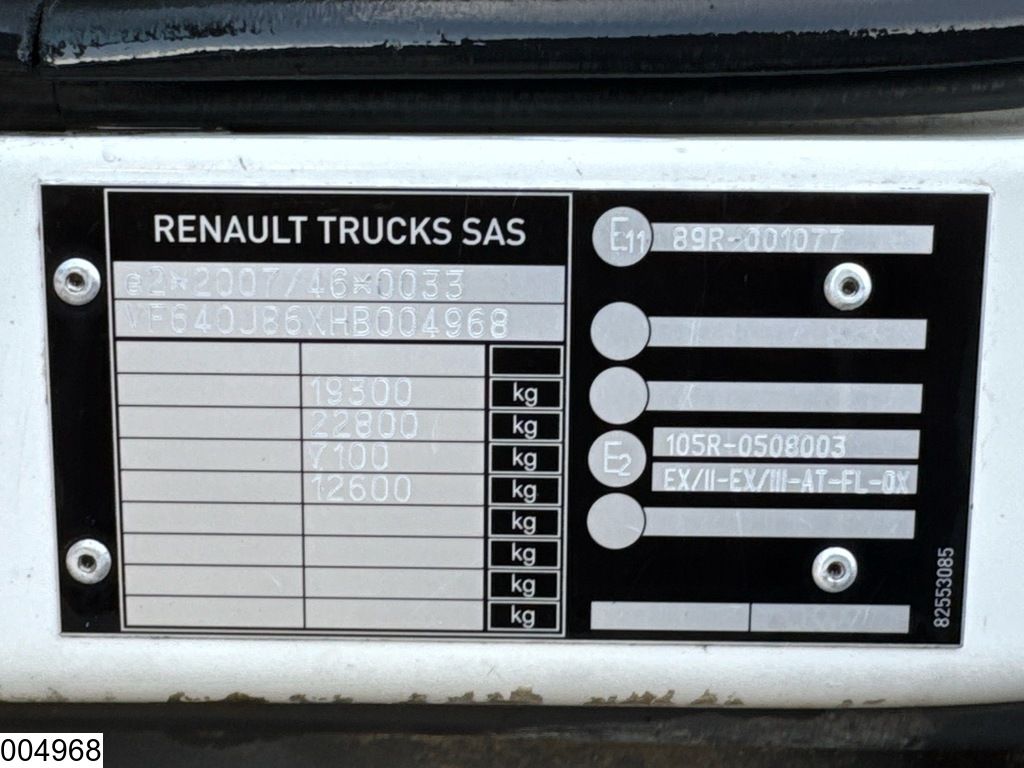 RENAULT TRUCKS SAS
e2*2007/46*0033
VF640J86XHB004968
19300 kg
22800 kg
7100 kg
12600 kg
kg
kg
kg
kg
E11 89R-001077
E2 105R-0508003
EX/II-EX/III-AT-FL-OX
82553085
004968